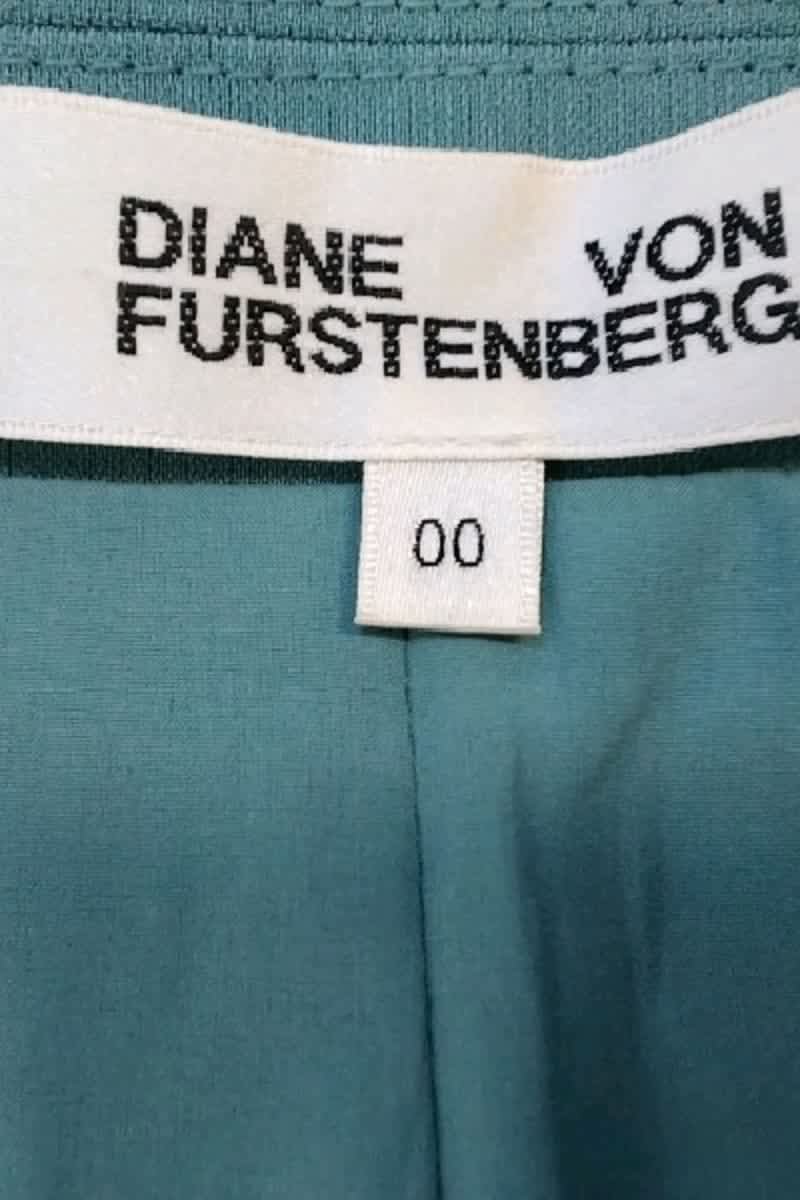 DIANE VON
FURSTENBERG
00